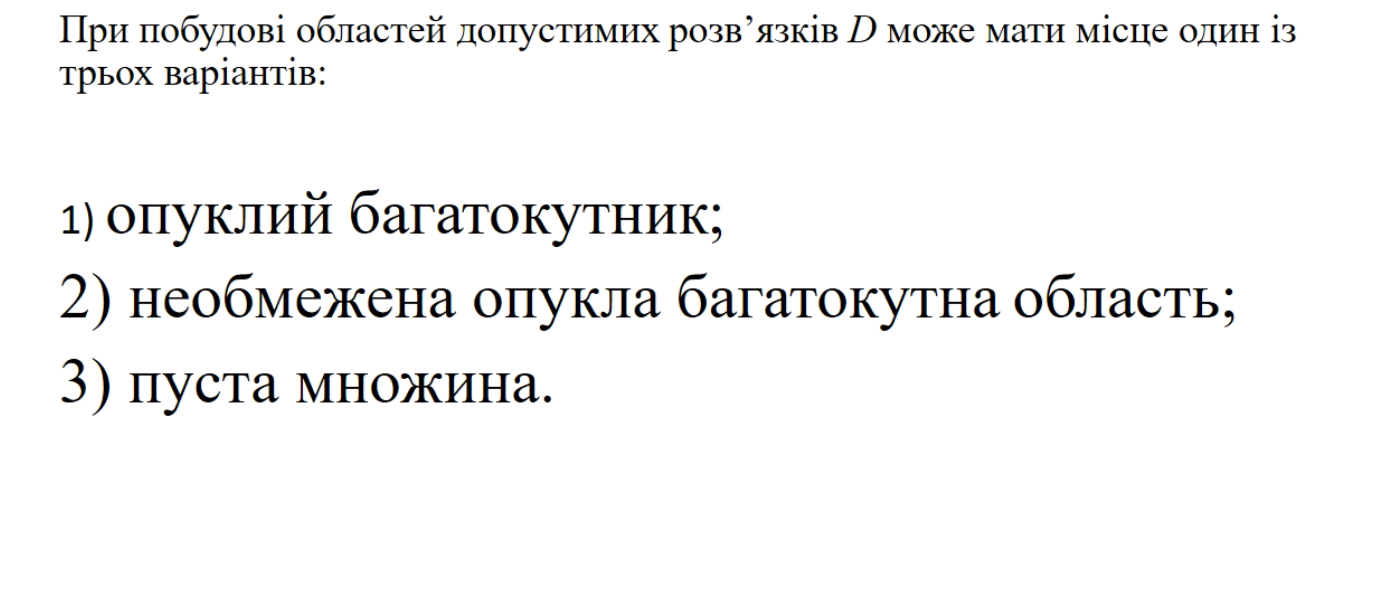 При побудові областей допустимих розв’язків D може мати місце один із
трьох варіантів:
1) опуклий багатокутник;
2) необмежена опукла багатокутна область;
3) пуста множина.